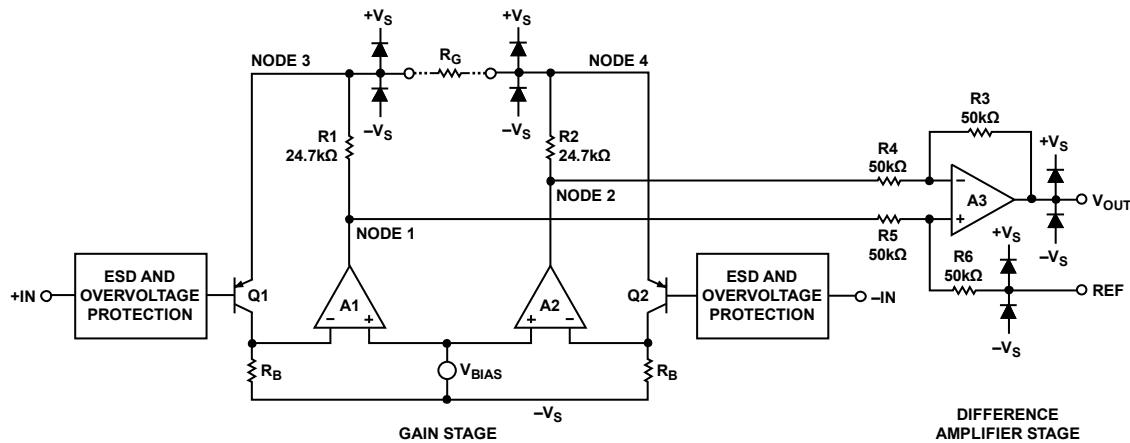 +VS
+VS
NODE 3
RG
NODE 4
–VS
–VS
R1
24.7kΩ
R2
24.7kΩ
R3
50kΩ
R4
50kΩ
+VS
–
A3
+
VOUT
–VS
NODE 2
NODE 1
R5
50kΩ
+VS
R6
50kΩ
REF
–VS
+IN
ESD AND
OVERVOLTAGE
PROTECTION
Q1
A1
– +
A2
+ –
Q2
ESD AND
OVERVOLTAGE
PROTECTION
–IN
RB
VBIAS
RB
–VS
GAIN STAGE
DIFFERENCE
AMPLIFIER STAGE